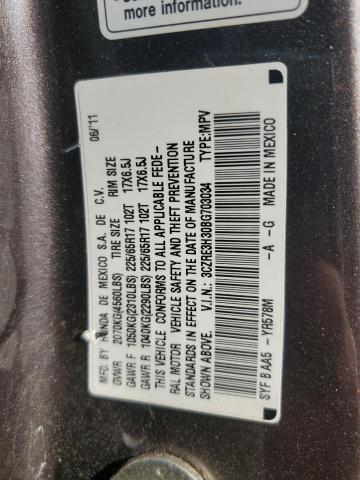 more information.
MFD. BY HONDA DE MEXICO S.A. DE C.V. 06/'11
GVWR 2070KG(4560LBS) TIRE SIZE RIM SIZE
GAWR F 1050KG(2310LBS) 225/65R17 102T 17X6.5J
GAWR R 1040KG(2290LBS) 225/65R17 102T 17X6.5J
THIS VEHICLE CONFORMS TO ALL APPLICABLE FEDE-
RAL MOTOR VEHICLE SAFETY AND THEFT PREVENTION
STANDARDS IN EFFECT ON THE DATE OF MANUFACTURE
SHOWN ABOVE.
V.I.N.: 3CZRE3H30BG703034 TYPE:MPV
SYF B AA5 - YR578M -A -G MADE IN MEXICO